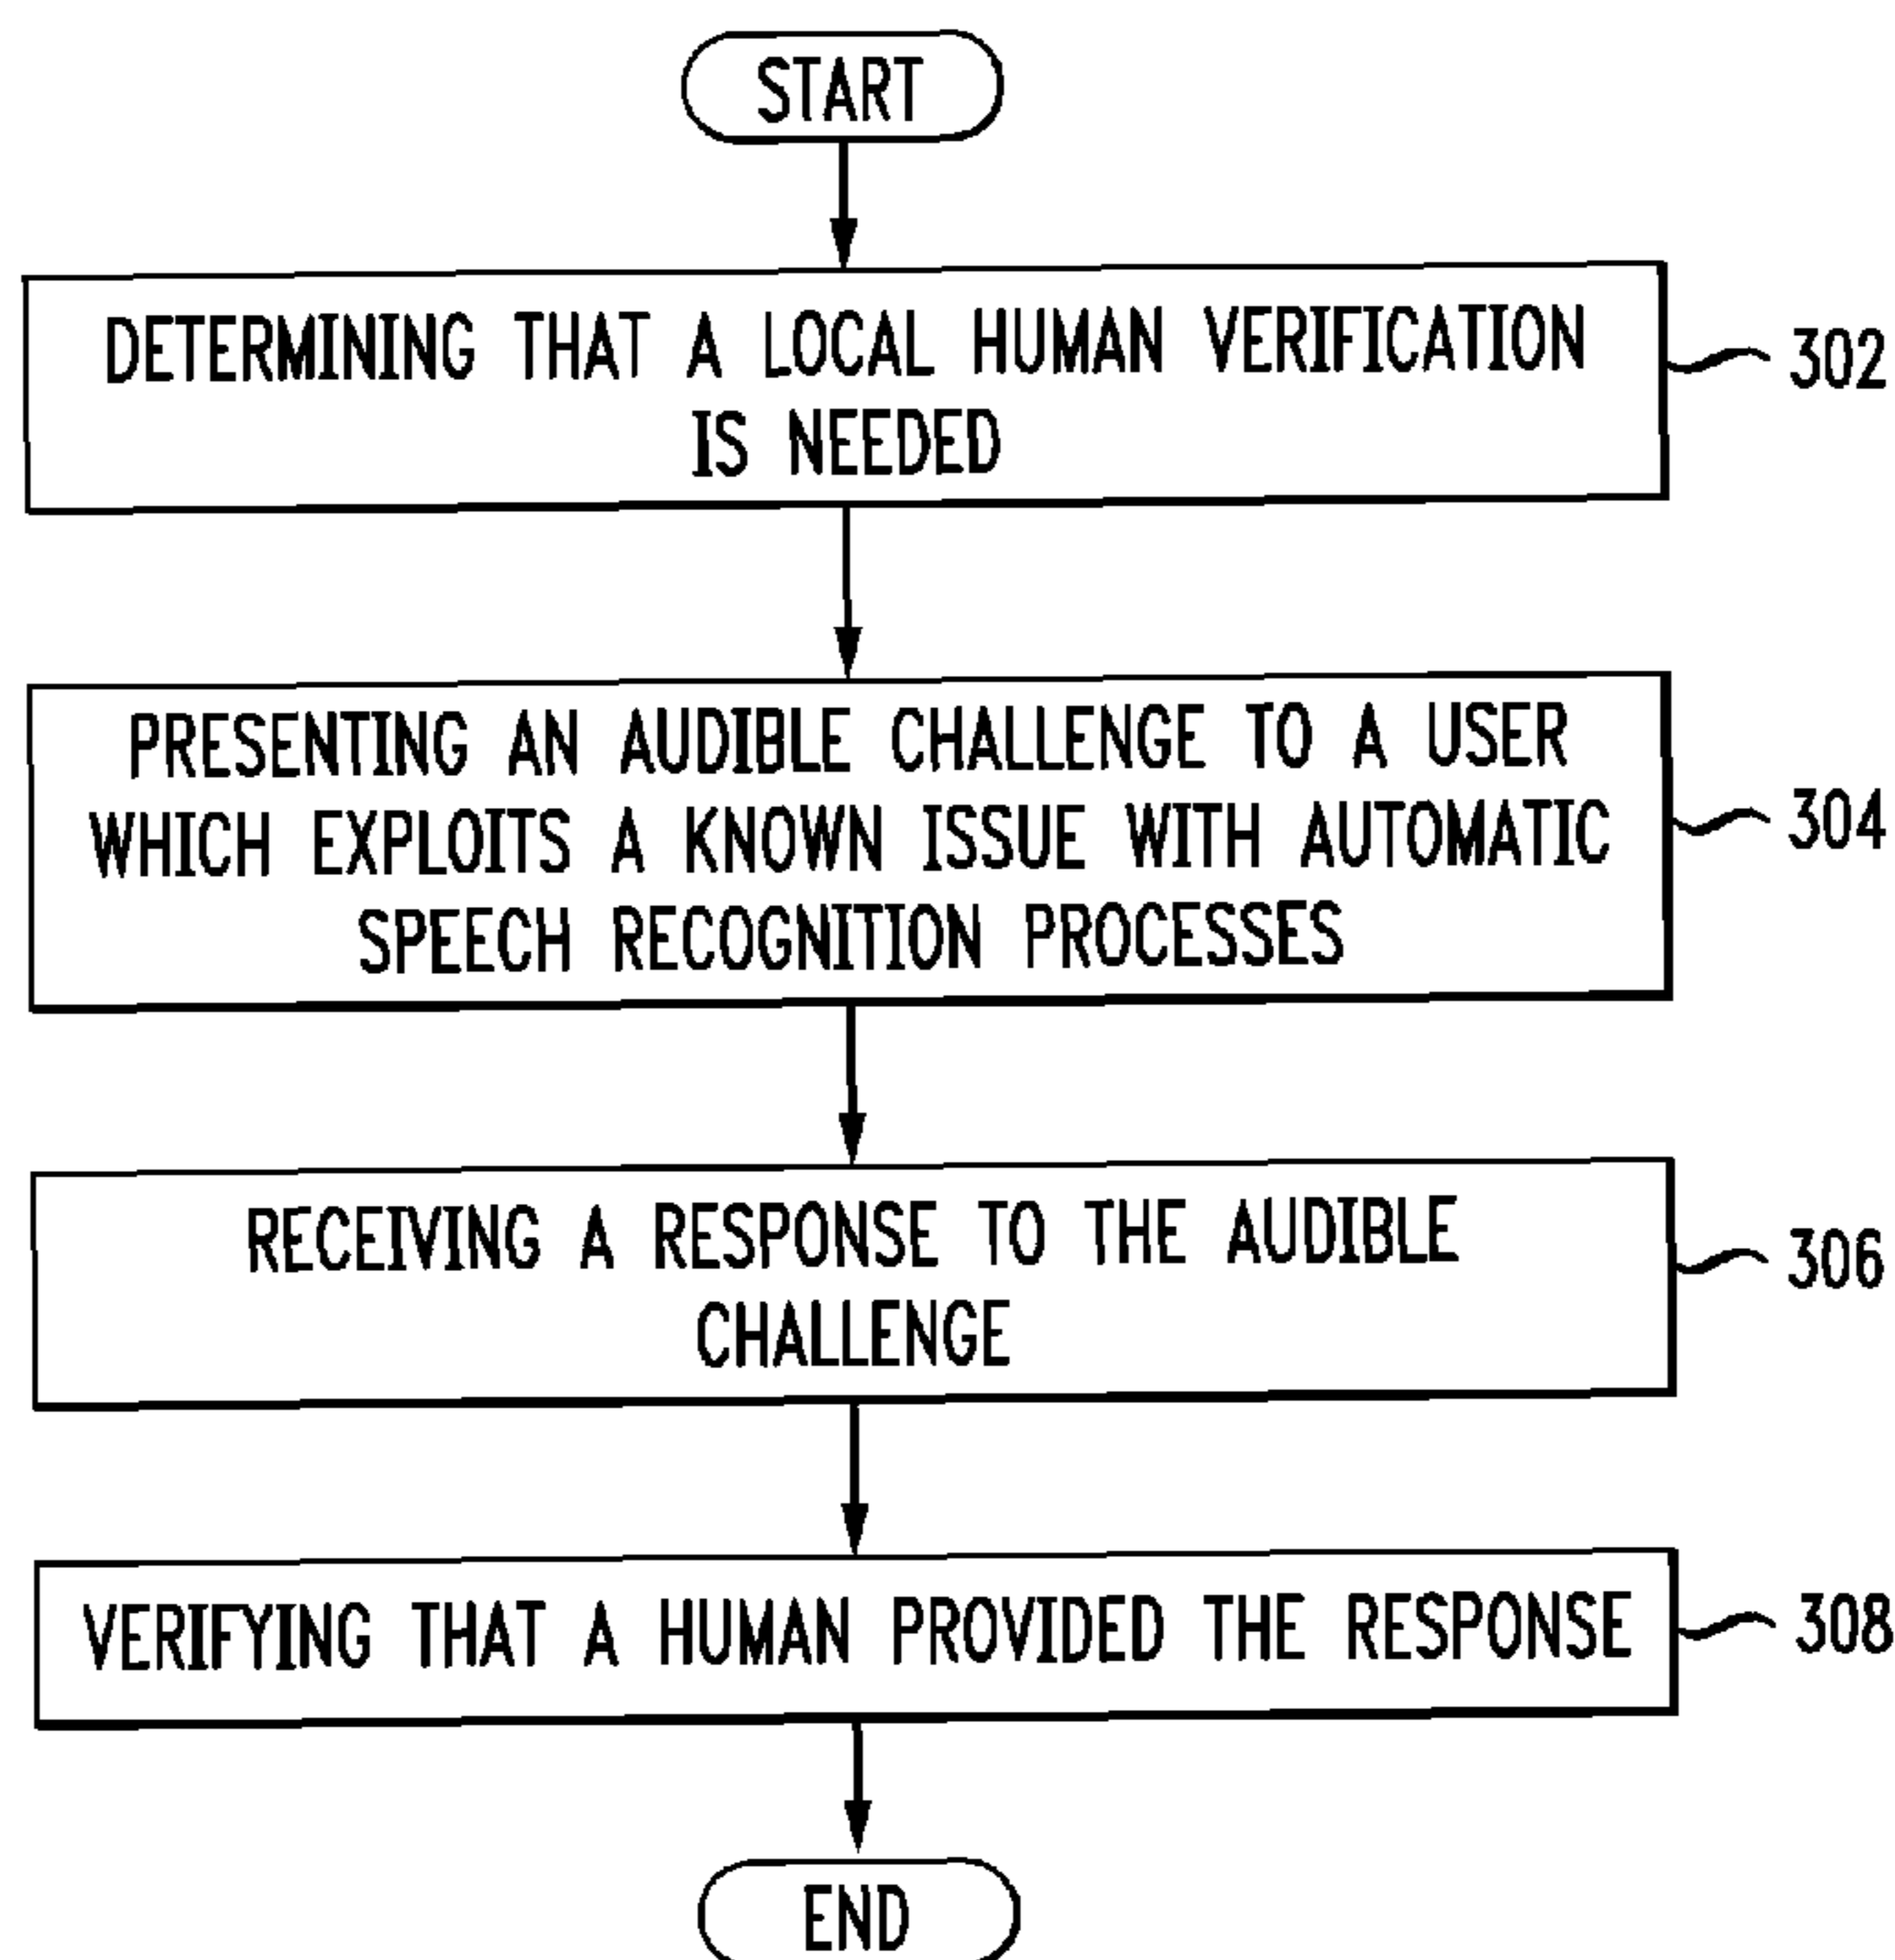 START
DETERMINING THAT A LOCAL HUMAN VERIFICATION
IS NEEDED
302
PRESENTING AN AUDIBLE CHALLENGE TO A USER
WHICH EXPLOITS A KNOWN ISSUE WITH AUTOMATIC
SPEECH RECOGNITION PROCESSES
304
RECEIVING A RESPONSE TO THE AUDIBLE
CHALLENGE
306
VERIFYING THAT A HUMAN PROVIDED THE RESPONSE
308
END